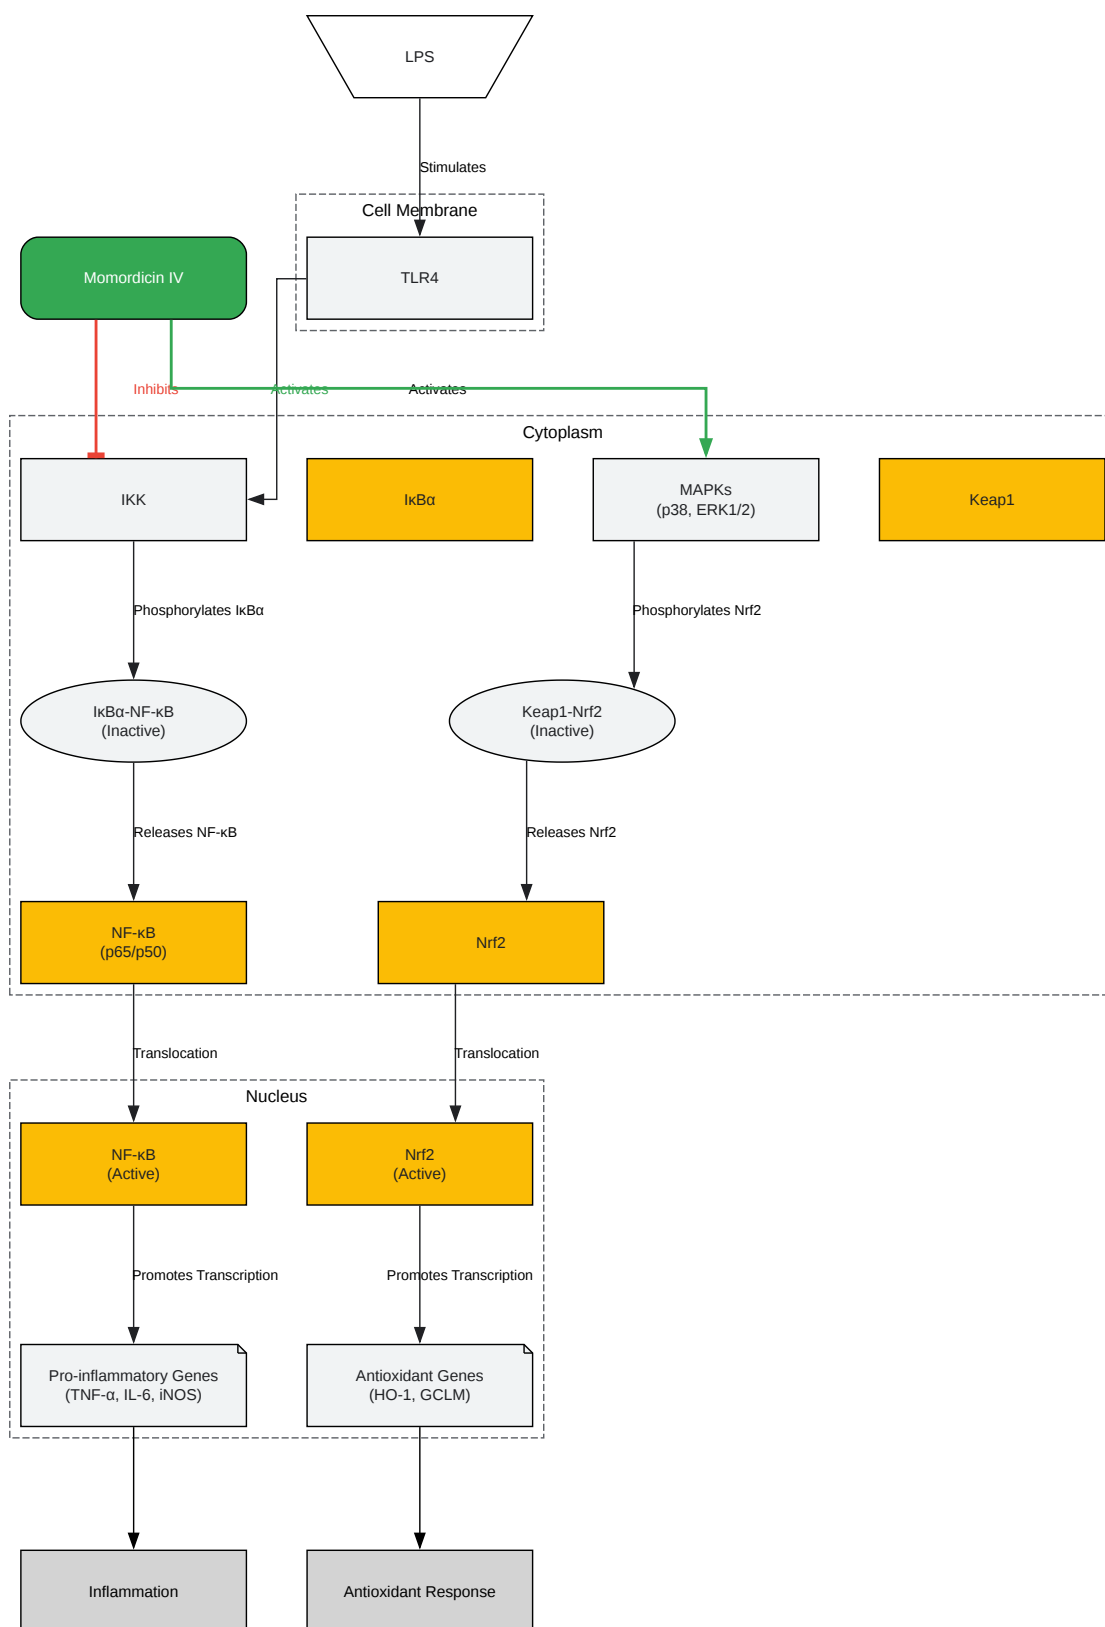 LPS
Stimulates
Cell Membrane
Momordicin IV
TLR4
Inhibits
Activates
Activates
Cytoplasm
IKK
IκBα
MAPKs
(p38, ERK1/2)
Keap1
Phosphorylates IκBα
Phosphorylates Nrf2
IκBα-NF-κB
(Inactive)
Keap1-Nrf2
(Inactive)
Releases NF-κB
Releases Nrf2
NF-κB
(p65/p50)
Nrf2
Translocation
Translocation
Nucleus
NF-κB
(Active)
Nrf2
(Active)
Promotes Transcription
Promotes Transcription
Pro-inflammatory Genes
(TNF-α, IL-6, iNOS)
Antioxidant Genes
(HO-1, GCLM)
Inflammation
Antioxidant Response